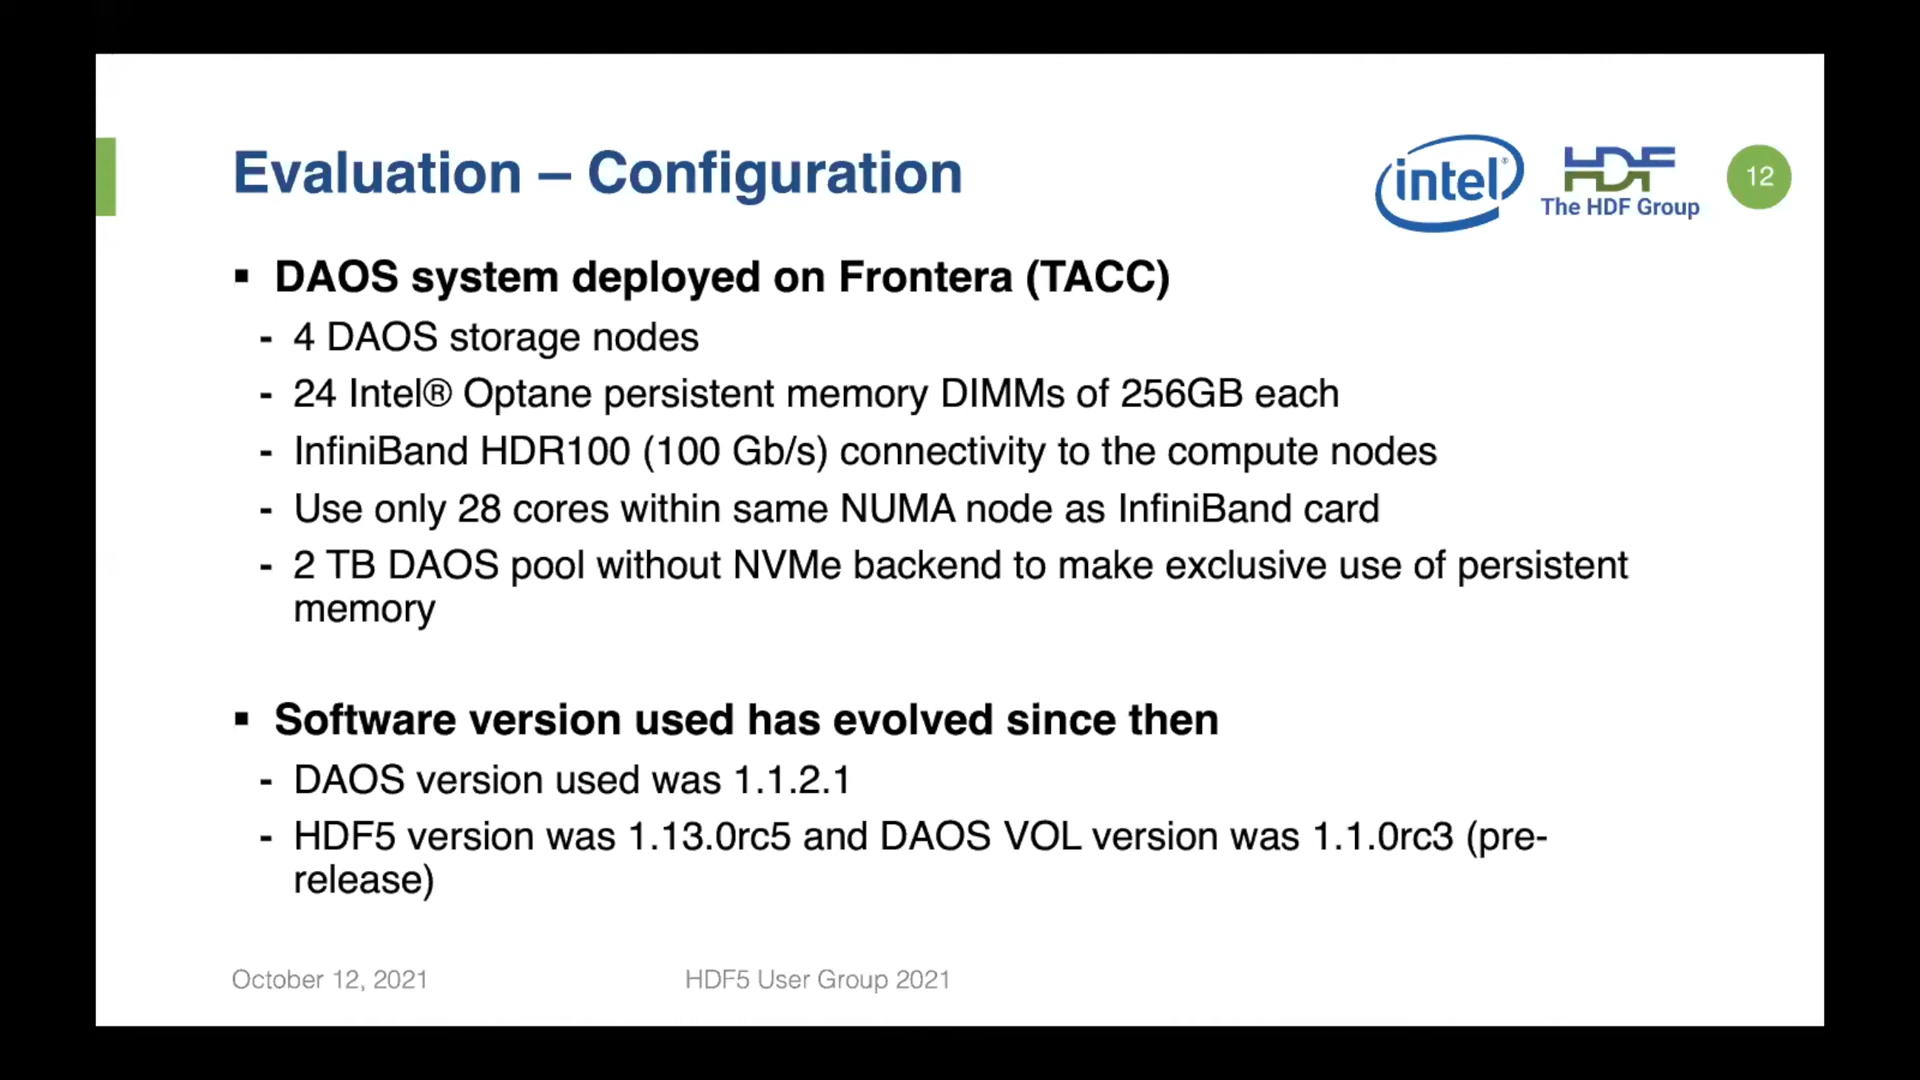 Evaluation – Configuration
intel®
HDF
The HDF Group
12
▪ DAOS system deployed on Frontera (TACC)
- 4 DAOS storage nodes
- 24 Intel® Optane persistent memory DIMMs of 256GB each
- InfiniBand HDR100 (100 Gb/s) connectivity to the compute nodes
- Use only 28 cores within same NUMA node as InfiniBand card
- 2 TB DAOS pool without NVMe backend to make exclusive use of persistent
memory
▪ Software version used has evolved since then
- DAOS version used was 1.1.2.1
- HDF5 version was 1.13.0rc5 and DAOS VOL version was 1.1.0rc3 (pre-
release)
October 12, 2021
HDF5 User Group 2021